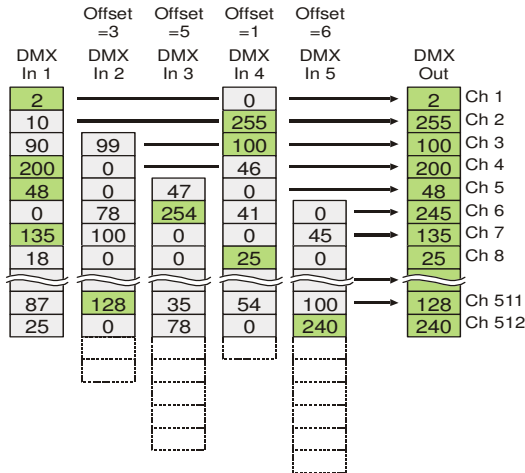 Offset Offset Offset Offset
=3 =5 =1 =6
DMX DMX DMX DMX DMX DMX
In 1 In 2 In 3 In 4 In 5 Out
2 0 2 Ch 1
10 255 255 Ch 2
90 99 100 100 Ch 3
200 0 46 200 Ch 4
48 0 47 0 48 Ch 5
0 78 254 41 0 245 Ch 6
135 100 0 0 45 135 Ch 7
18 0 0 25 0 25 Ch 8
87 128 35 54 100 128 Ch 511
25 0 78 0 240 240 Ch 512